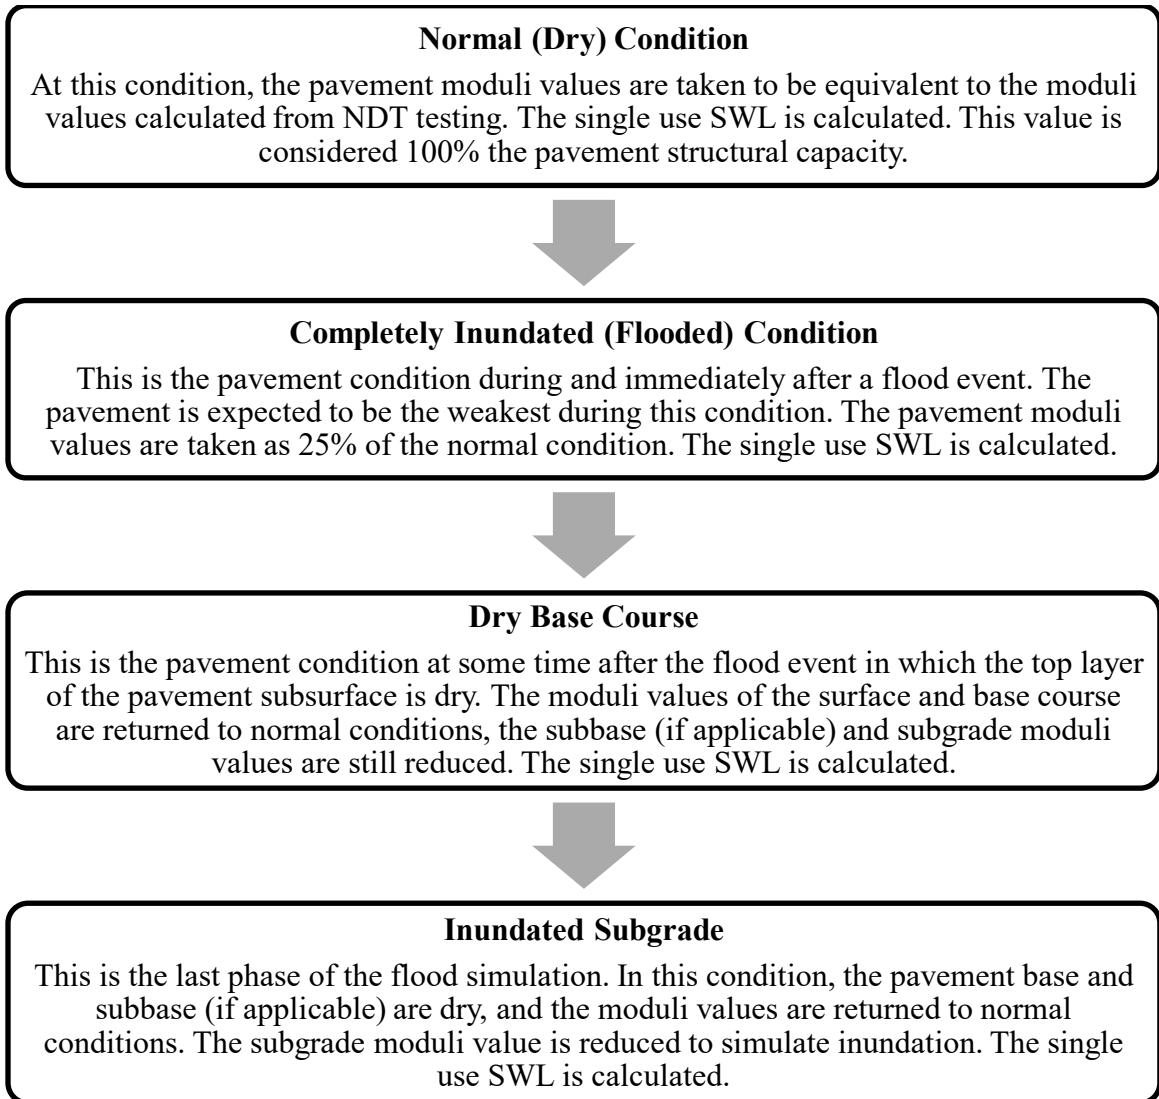 Normal (Dry) Condition
At this condition, the pavement moduli values are taken to be equivalent to the moduli
values calculated from NDT testing. The single use SWL is calculated. This value is
considered 100% the pavement structural capacity.
Completely Inundated (Flooded) Condition
This is the pavement condition during and immediately after a flood event. The
pavement is expected to be the weakest during this condition. The pavement moduli
values are taken as 25% of the normal condition. The single use SWL is calculated.
Dry Base Course
This is the pavement condition at some time after the flood event in which the top layer
of the pavement subsurface is dry. The moduli values of the surface and base course
are returned to normal conditions, the subbase (if applicable) and subgrade moduli
values are still reduced. The single use SWL is calculated.
Inundated Subgrade
This is the last phase of the flood simulation. In this condition, the pavement base and
subbase (if applicable) are dry, and the moduli values are returned to normal
conditions. The subgrade moduli value is reduced to simulate inundation. The single
use SWL is calculated.